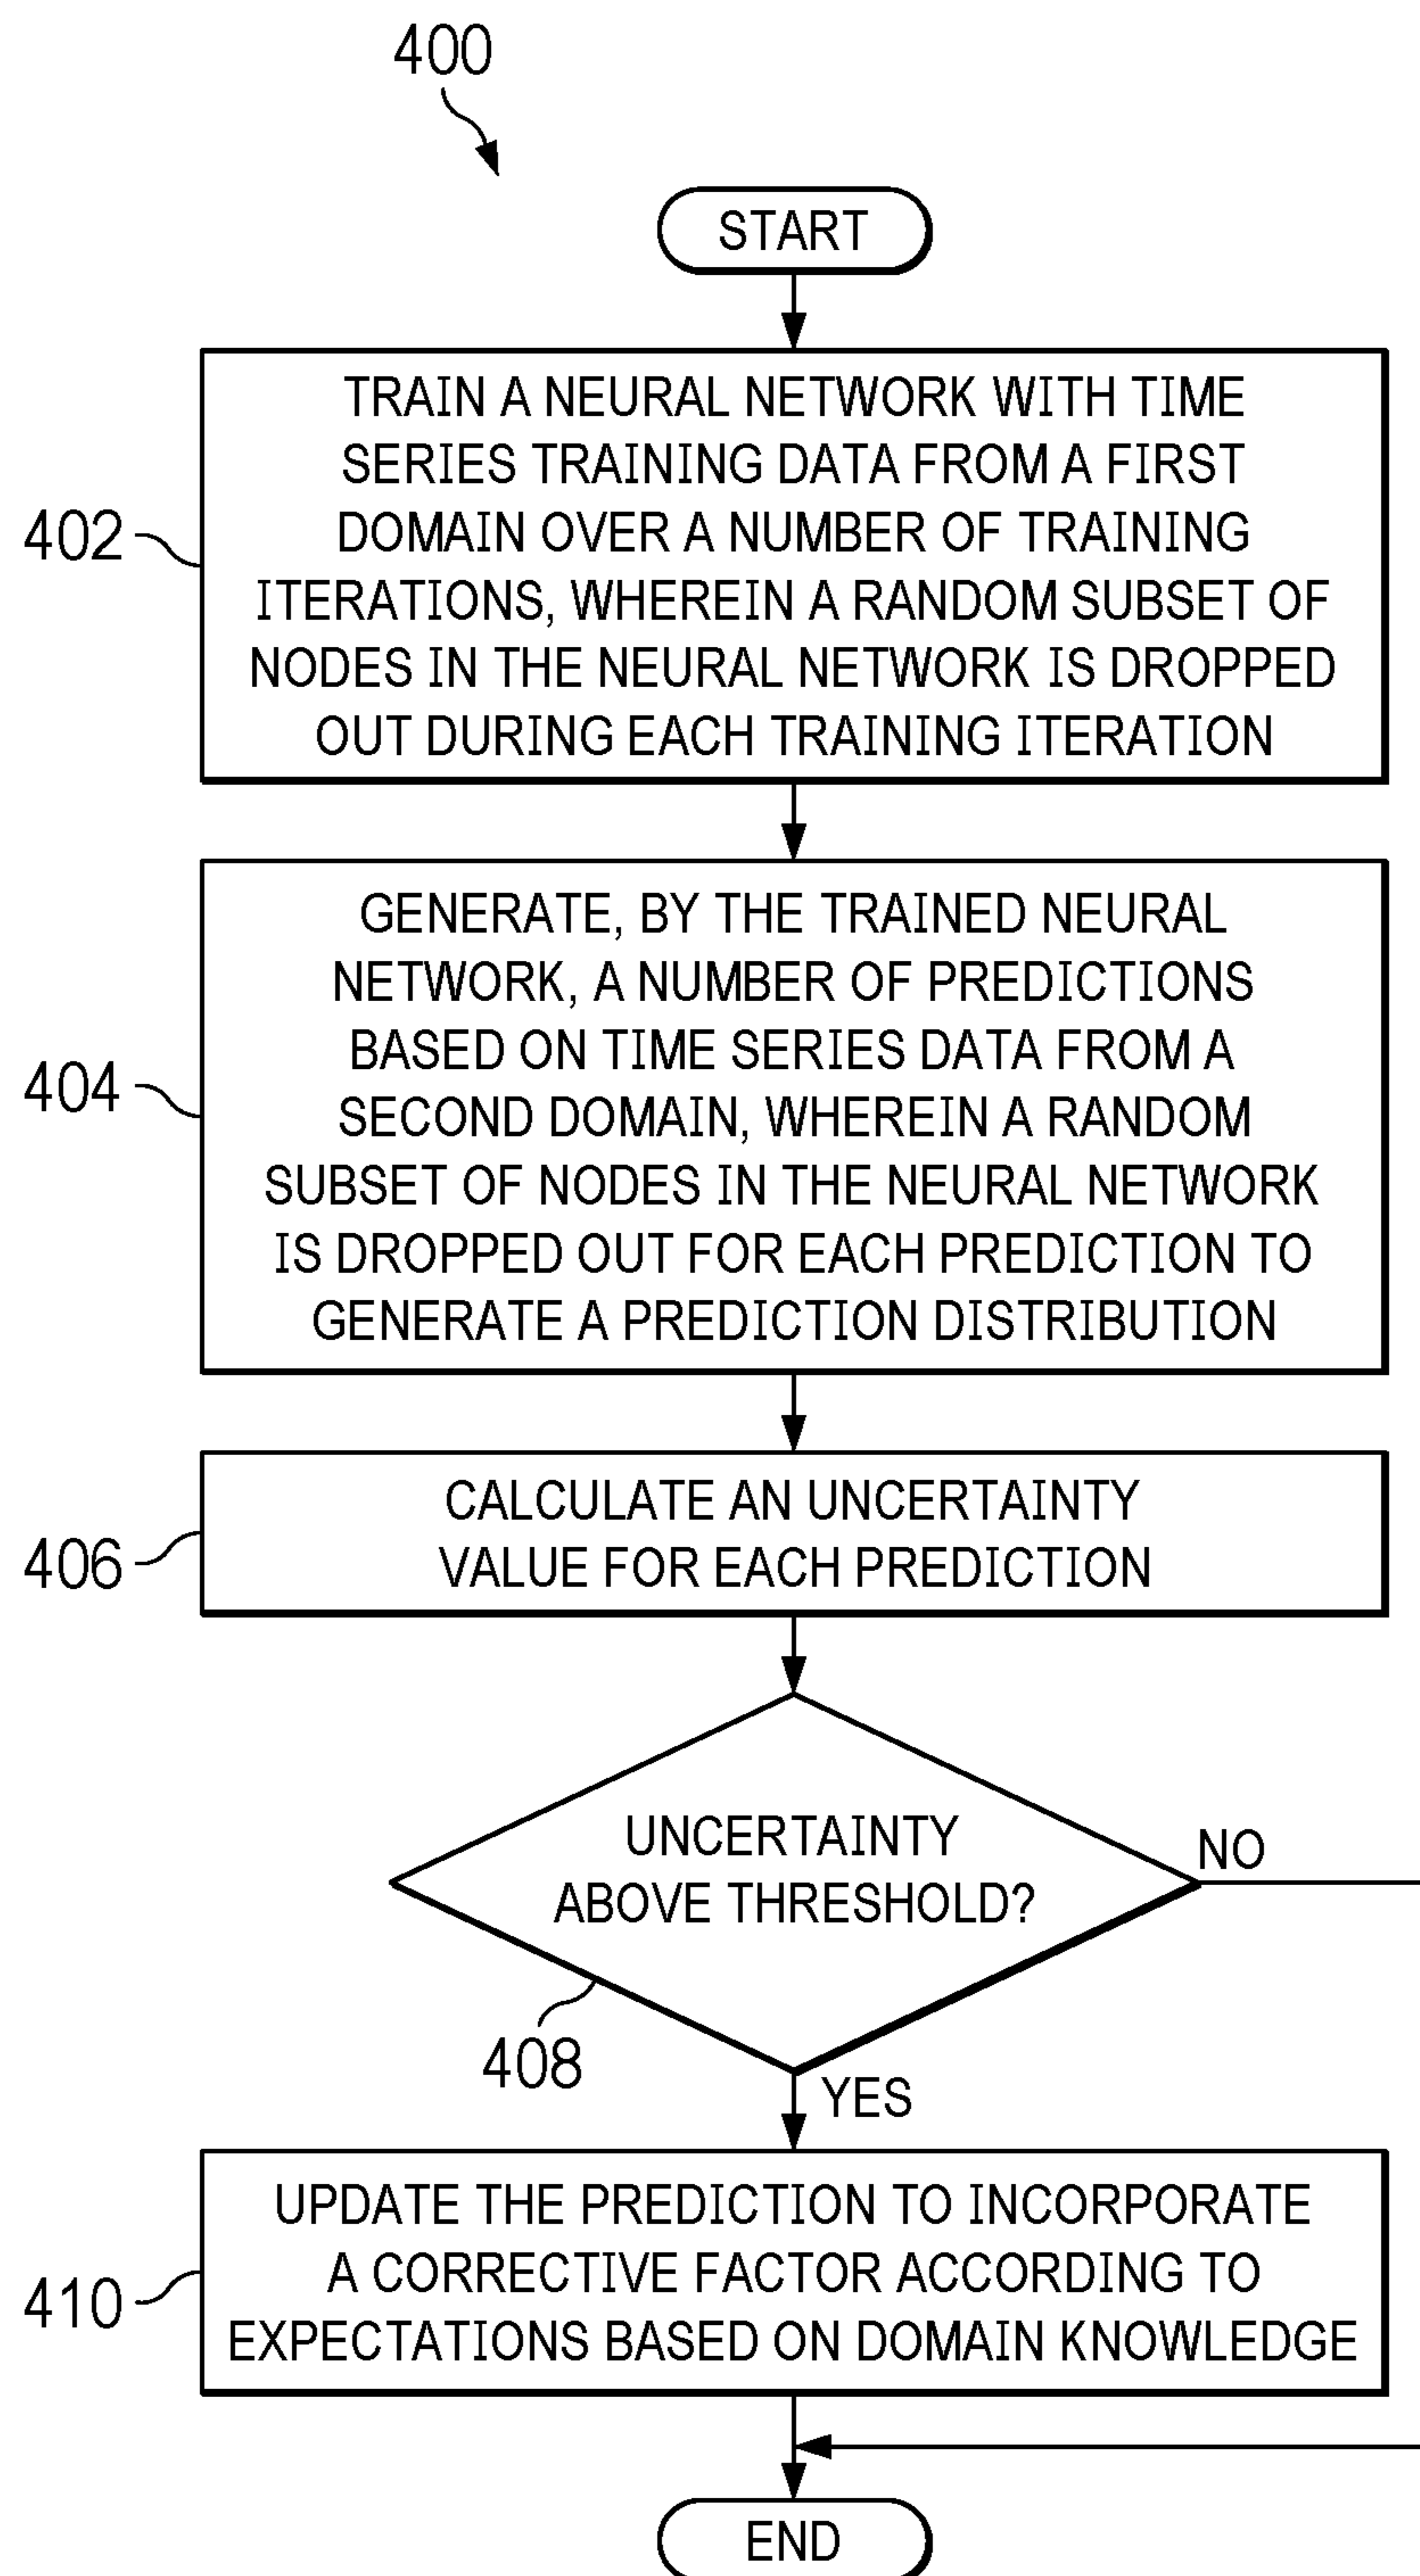 400
START
402
TRAIN A NEURAL NETWORK WITH TIME
SERIES TRAINING DATA FROM A FIRST
DOMAIN OVER A NUMBER OF TRAINING
ITERATIONS, WHEREIN A RANDOM SUBSET OF
NODES IN THE NEURAL NETWORK IS DROPPED
OUT DURING EACH TRAINING ITERATION
404
GENERATE, BY THE TRAINED NEURAL
NETWORK, A NUMBER OF PREDICTIONS
BASED ON TIME SERIES DATA FROM A
SECOND DOMAIN, WHEREIN A RANDOM
SUBSET OF NODES IN THE NEURAL NETWORK
IS DROPPED OUT FOR EACH PREDICTION TO
GENERATE A PREDICTION DISTRIBUTION
406
CALCULATE AN UNCERTAINTY
VALUE FOR EACH PREDICTION
UNCERTAINTY
ABOVE THRESHOLD?
NO
408
YES
410
UPDATE THE PREDICTION TO INCORPORATE
A CORRECTIVE FACTOR ACCORDING TO
EXPECTATIONS BASED ON DOMAIN KNOWLEDGE
END